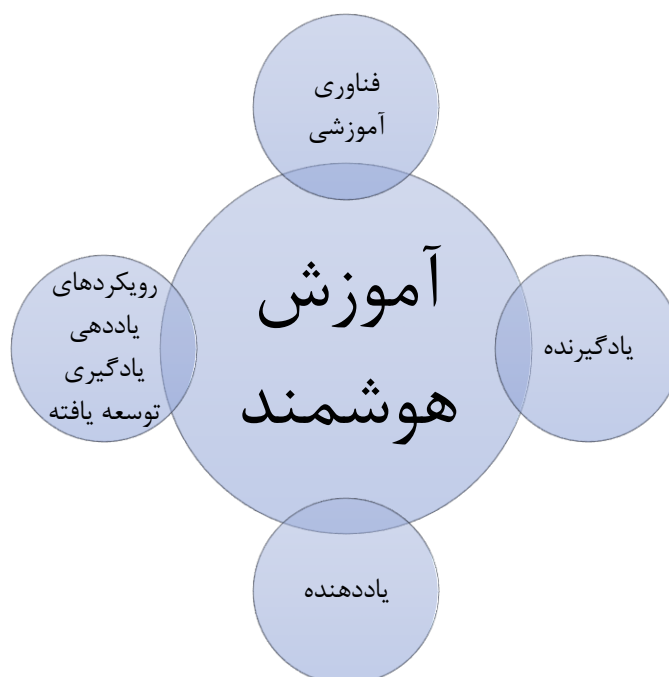 فناوری
آموزشی
آموزش
هوشمند
یادگیرنده
رویکردهای
یاددهی
یادگیری
توسعه یافته
یاددهنده